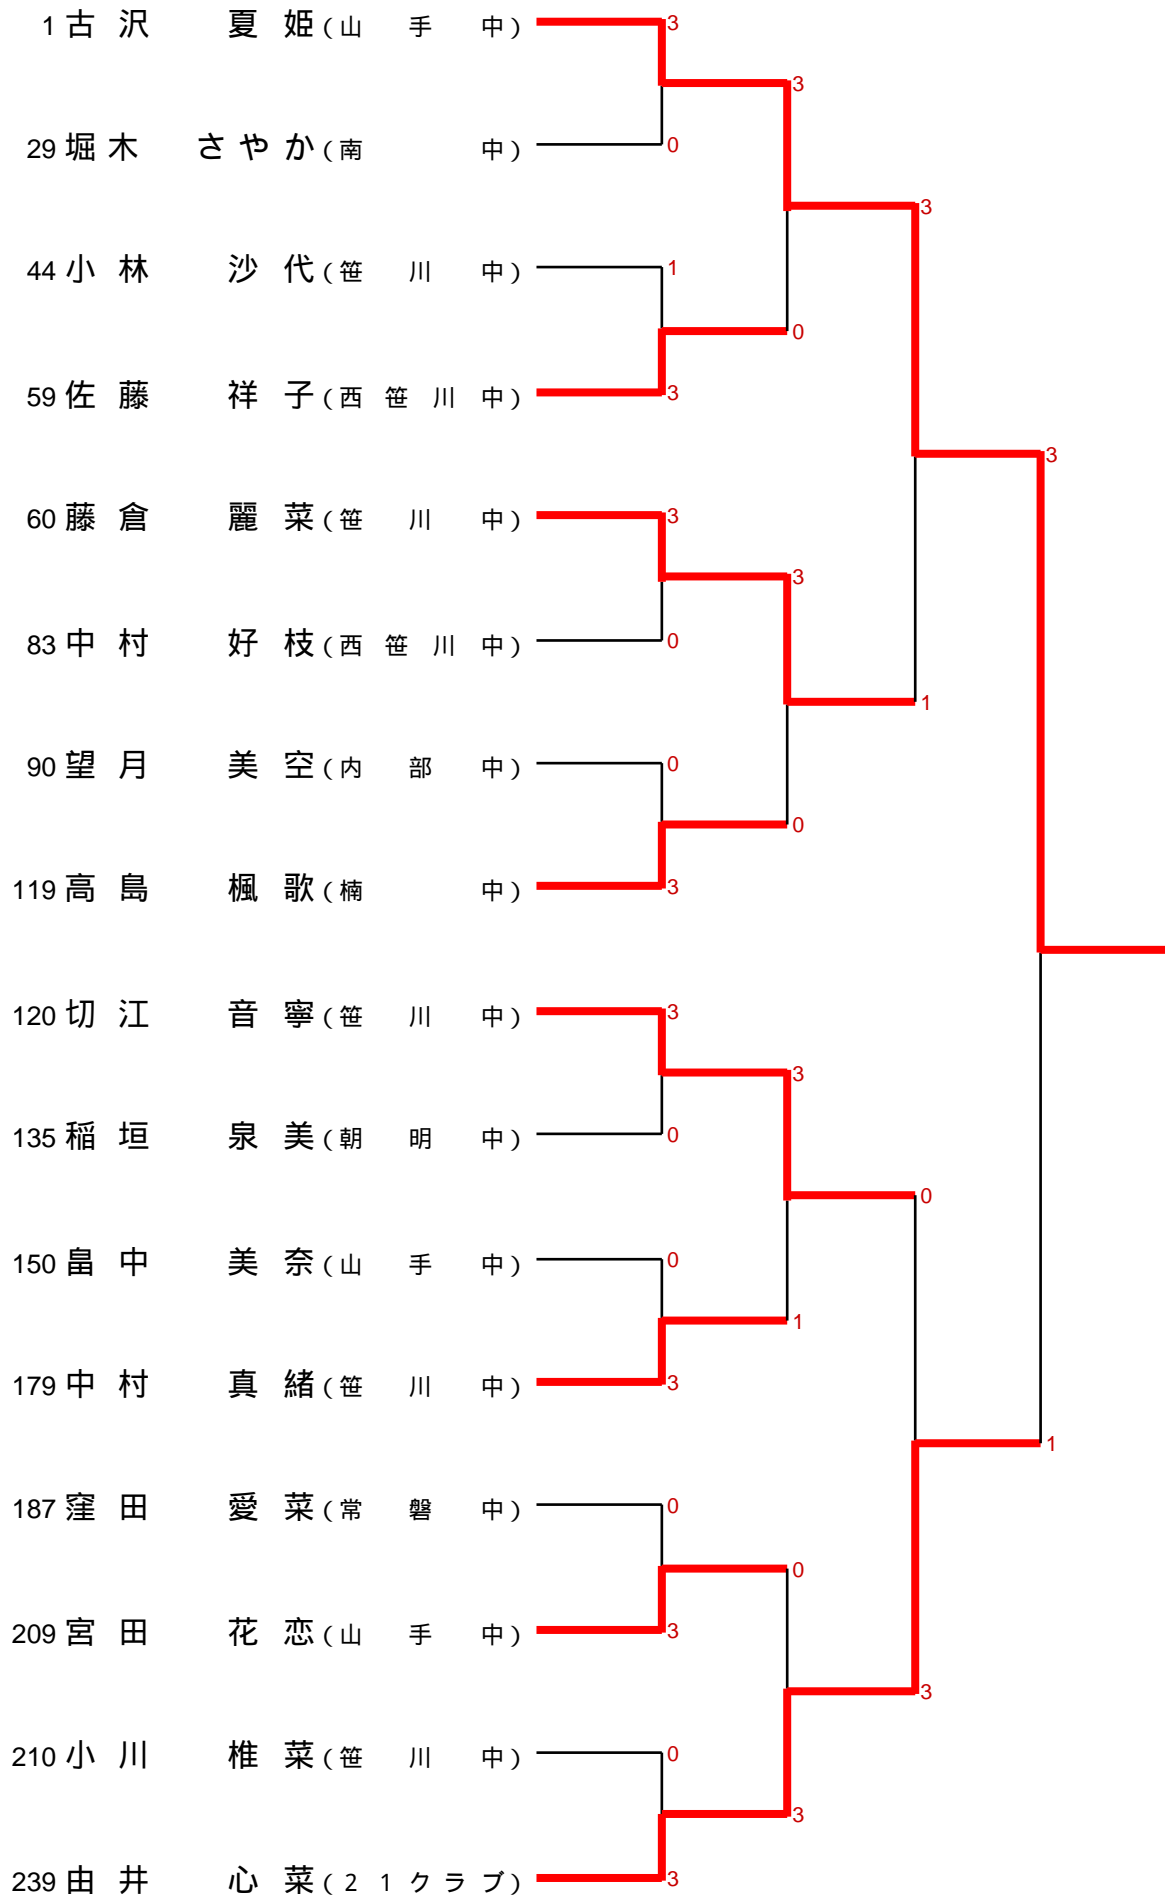 1 古沢 夏姫(山手中) 3
3
29 堀木 さやか(南中) 0
3
44 小林 沙代(笹川中) 1
0
59 佐藤 祥子(西笹川中) 3
3
60 藤倉 麗菜(笹川中) 3
3
83 中村 好枝(西笹川中) 0
1
90 望月 美空(内部中) 0
0
119 高島 楓歌(楠中) 3
120 切江 音寧(笹川中) 3
3
135 稲垣 泉美(朝明中) 0
0
150 畠中 美奈(山手中) 0
1
179 中村 真緒(笹川中) 3
1
187 窪田 愛菜(常磐中) 0
0
209 宮田 花恋(山手中) 3
3
210 小川 椎菜(笹川中) 0
3
239 由井 心菜(21クラブ) 3